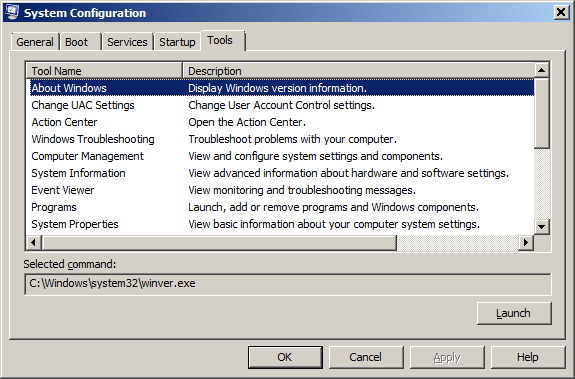 System Configuration
General Boot Services Startup Tools
Tool Name Description
About Windows Display Windows version information.
Change UAC Settings Change User Account Control settings.
Action Center Open the Action Center.
Windows Troubleshooting Troubleshoot problems with your computer.
Computer Management View and configure system settings and components.
System Information View advanced information about hardware and software settings.
Event Viewer View monitoring and troubleshooting messages.
Programs Launch, add or remove programs and Windows components.
System Properties View basic information about your computer system settings.
Selected command:
C:\Windows\system32\winver.exe
Launch
OK Cancel Apply Help